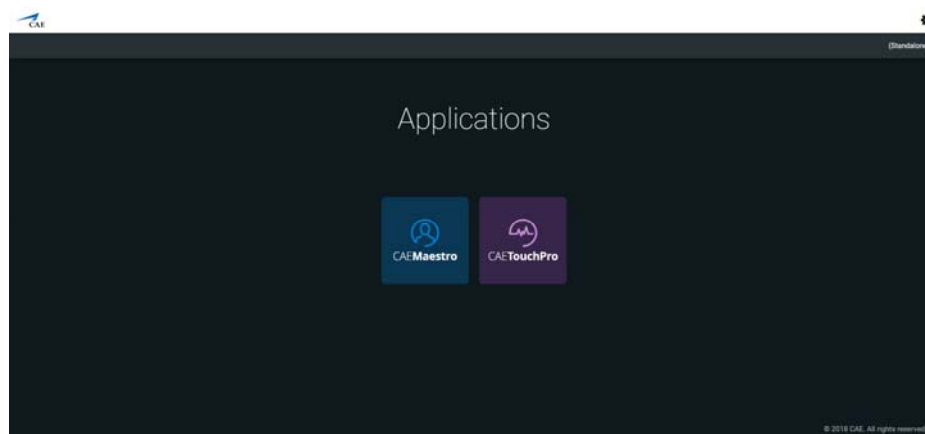 CAE
(Standalone
Applications
CAEMaestro
CAETouchPro
© 2018 CAE. All rights reserved.